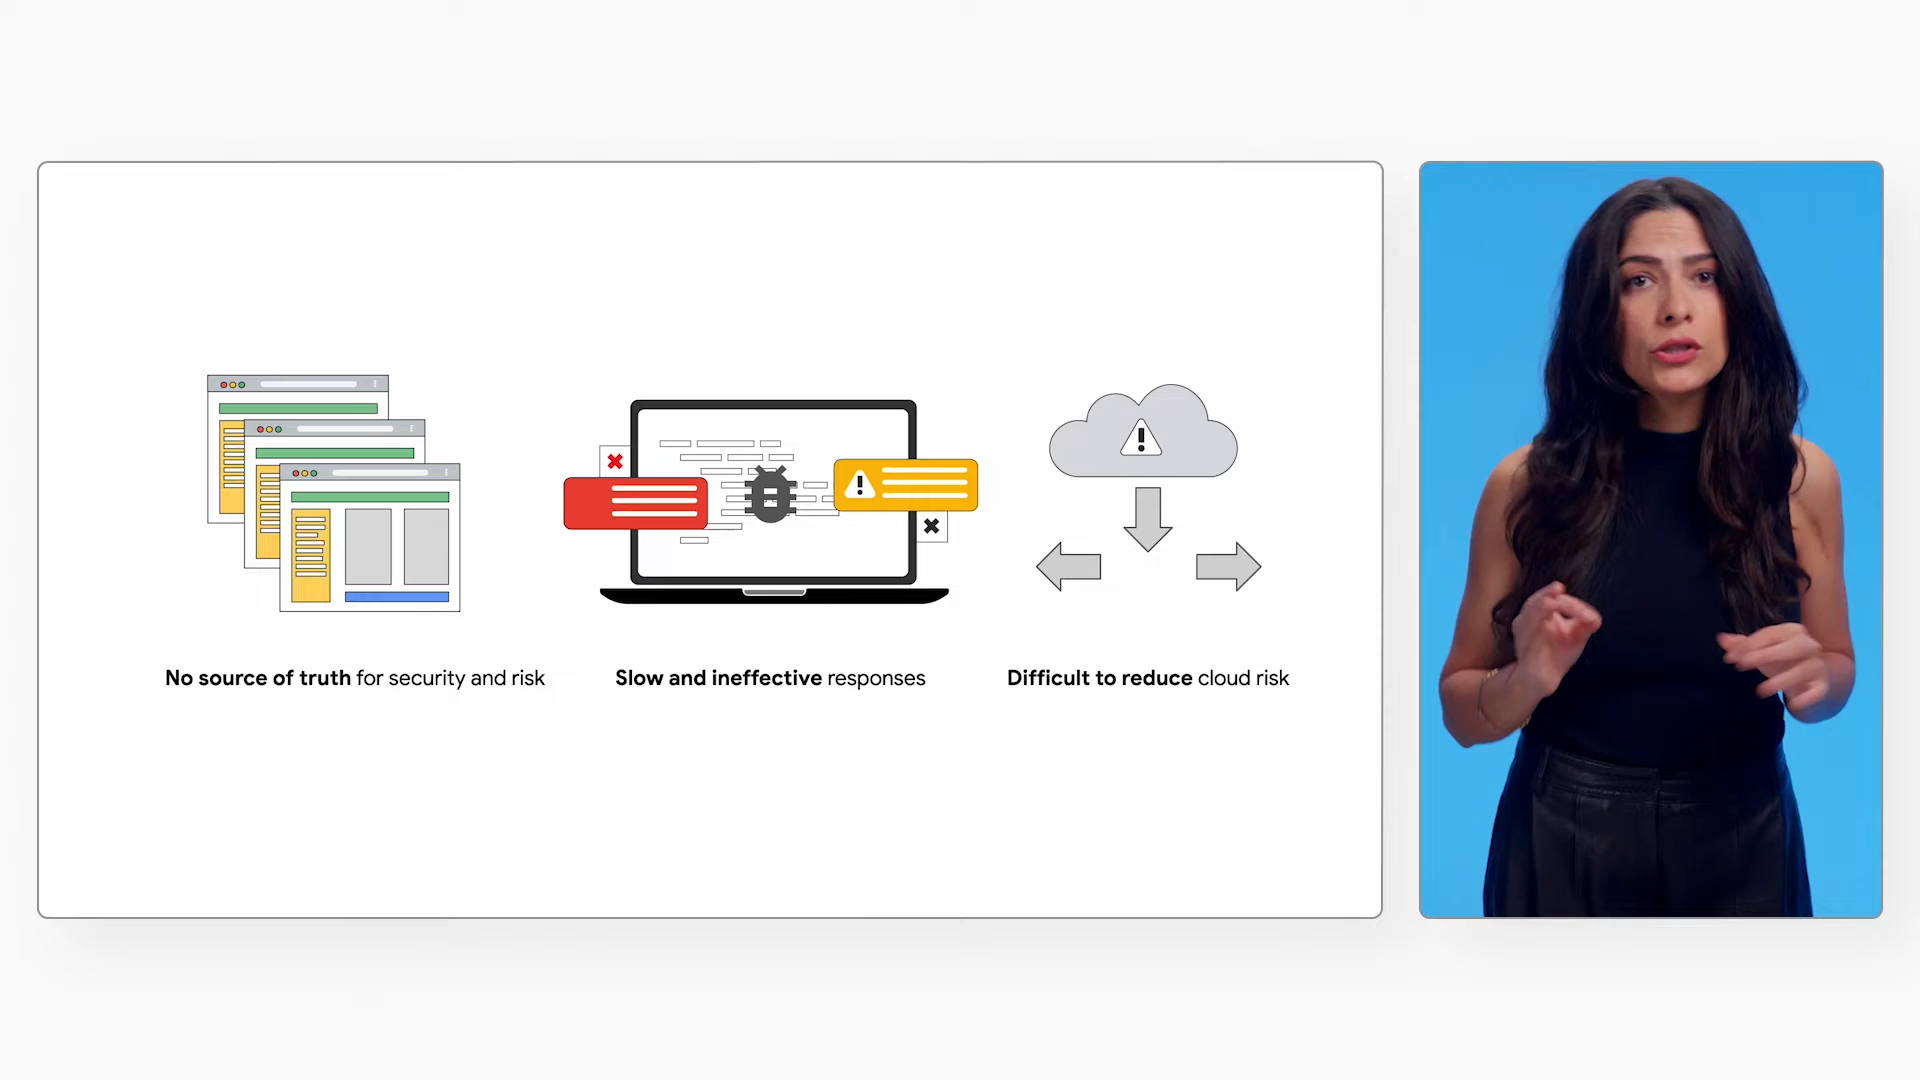 No source of truth for security and risk
Slow and ineffective responses
Difficult to reduce cloud risk